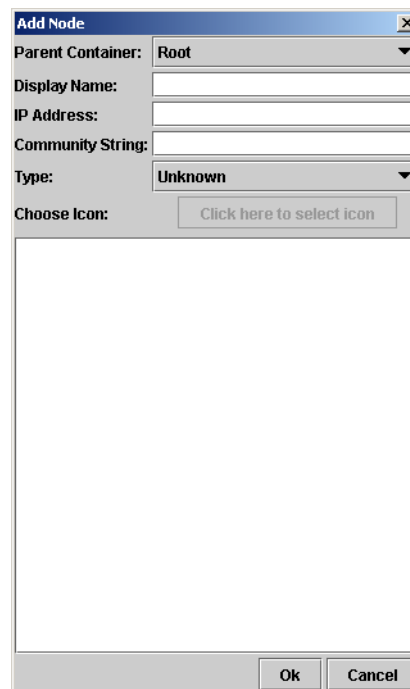 Add Node
Parent Container: Root
Display Name:
IP Address:
Community String:
Type: Unknown
Choose Icon: Click here to select icon
Ok Cancel